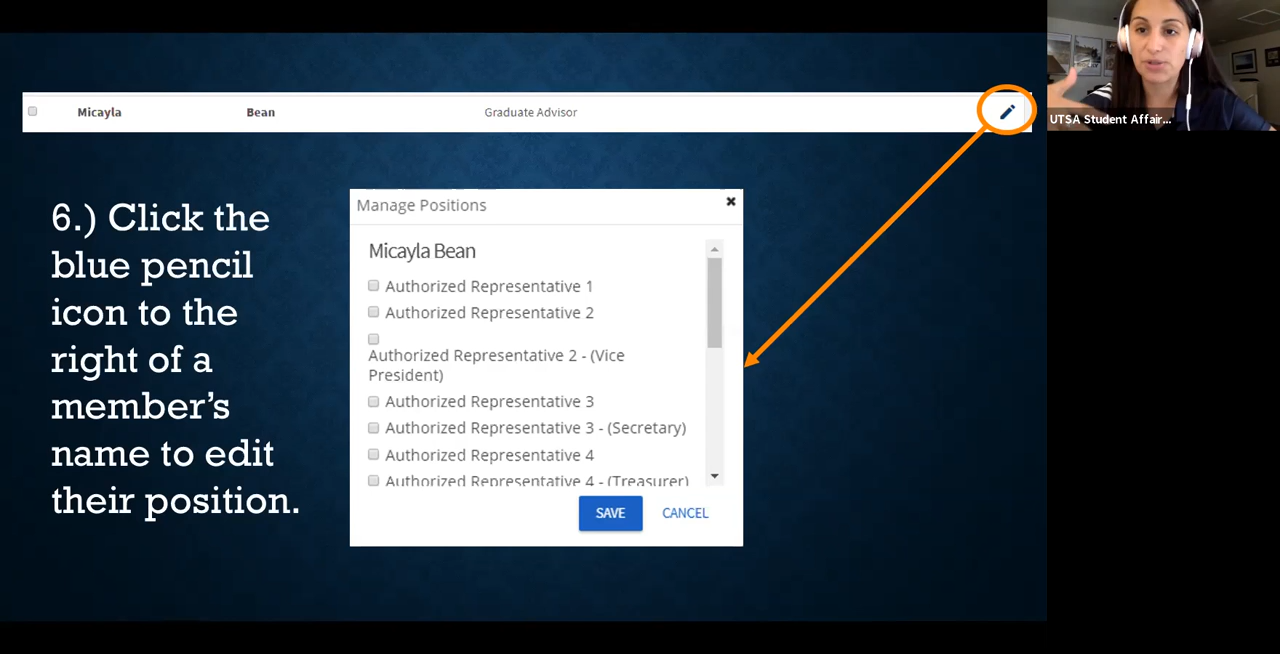 Micayla Bean Graduate Advisor
UTSA Student Affair...
6.) Click the
blue pencil
icon to the
right of a
member's
name to edit
their position.
Manage Positions
Micayla Bean
Authorized Representative 1
Authorized Representative 2
Authorized Representative 2 - (Vice
President)
Authorized Representative 3
Authorized Representative 3 - (Secretary)
Authorized Representative 4
Authorized Representative 4 - (Treasurer)
SAVE CANCEL